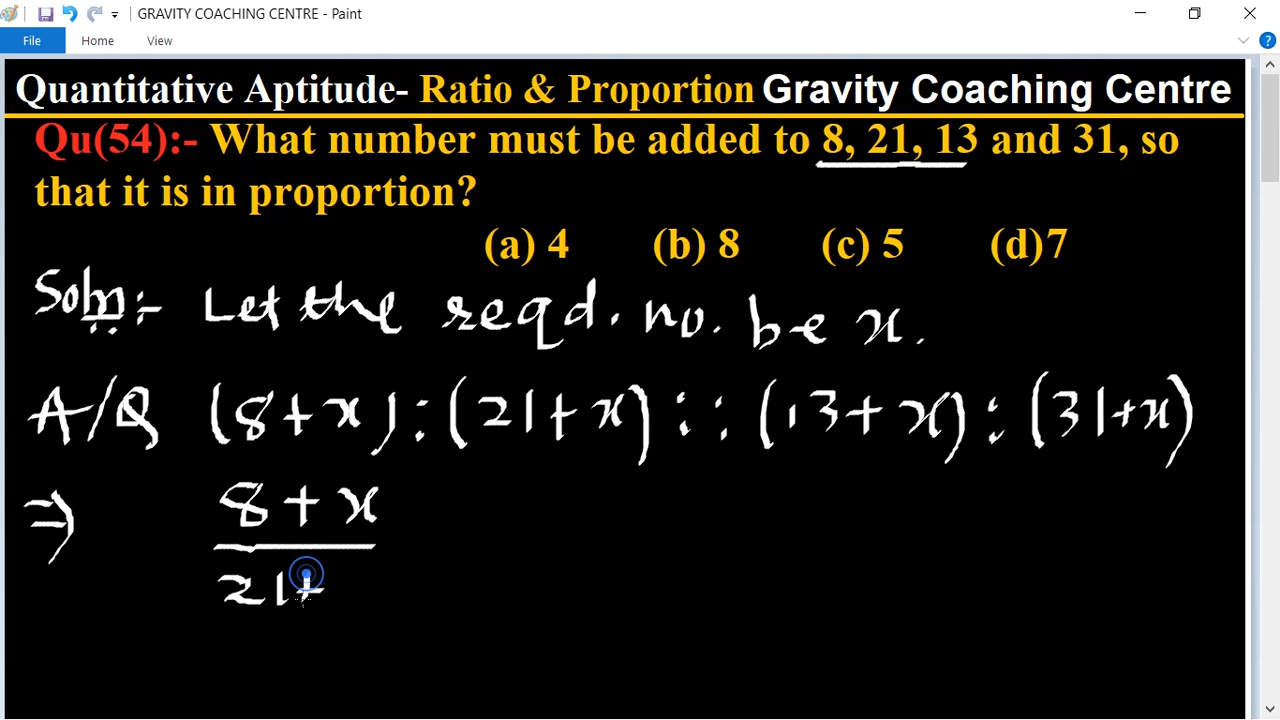 GRAVITY COACHING CENTRE - Paint
File Home View
Quantitative Aptitude- Ratio & Proportion Gravity Coaching Centre
Qu(54):- What number must be added to 8, 21, 13 and 31, so
that it is in proportion?
(a) 4 (b) 8 (c) 5 (d)7
Soln:- Let the reqd. no. be x.
A/Q (8+x) : (21+x) :: (13+x) : (31+x)
⇒ 8+x
21+